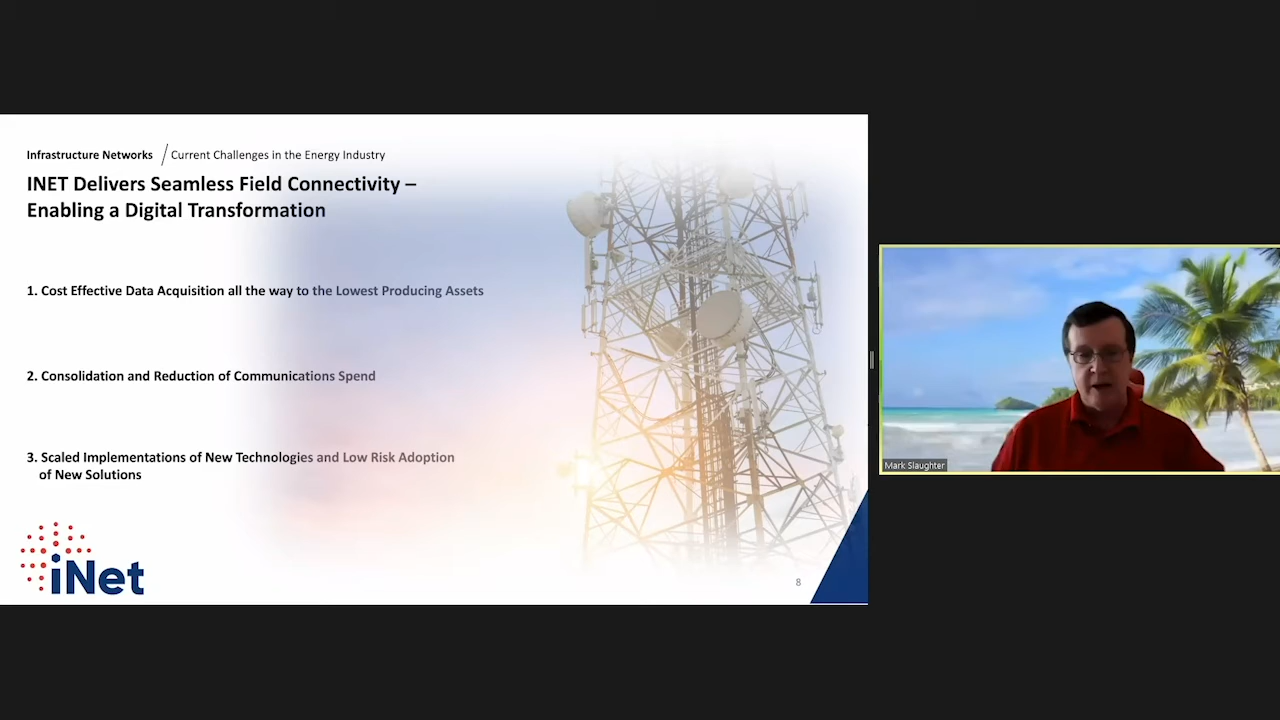 Infrastructure Networks / Current Challenges in the Energy Industry
INET Delivers Seamless Field Connectivity –
Enabling a Digital Transformation
1. Cost Effective Data Acquisition all the way to the Lowest Producing Assets
2. Consolidation and Reduction of Communications Spend
3. Scaled Implementations of New Technologies and Low Risk Adoption
of New Solutions
iNet
8
Mark Slaughter